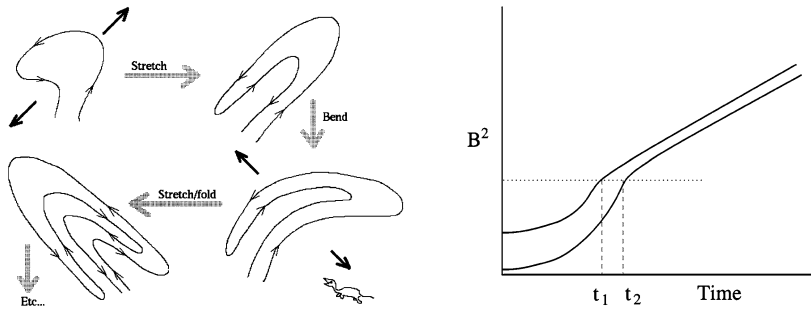 Stretch
Bend
Stretch/fold
Etc...
B²
t₁ t₂ Time